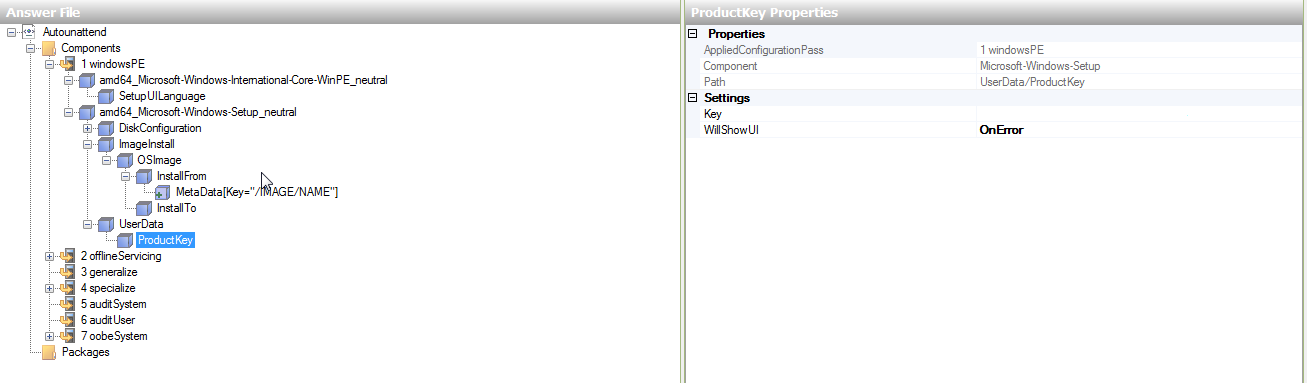 Answer File
Autounattend
Components
1 windowsPE
amd64_Microsoft-Windows-International-Core-WinPE_neutral
SetupUILanguage
amd64_Microsoft-Windows-Setup_neutral
DiskConfiguration
ImageInstall
OSImage
InstallFrom
MetaData[Key="/IMAGE/NAME"]
InstallTo
UserData
ProductKey
2 offlineServicing
3 generalize
4 specialize
5 auditSystem
6 auditUser
7 oobeSystem
Packages
ProductKey Properties
Properties
AppliedConfigurationPass 1 windowsPE
Component Microsoft-Windows-Setup
Path UserData/ProductKey
Settings
Key
WillShowUI OnError